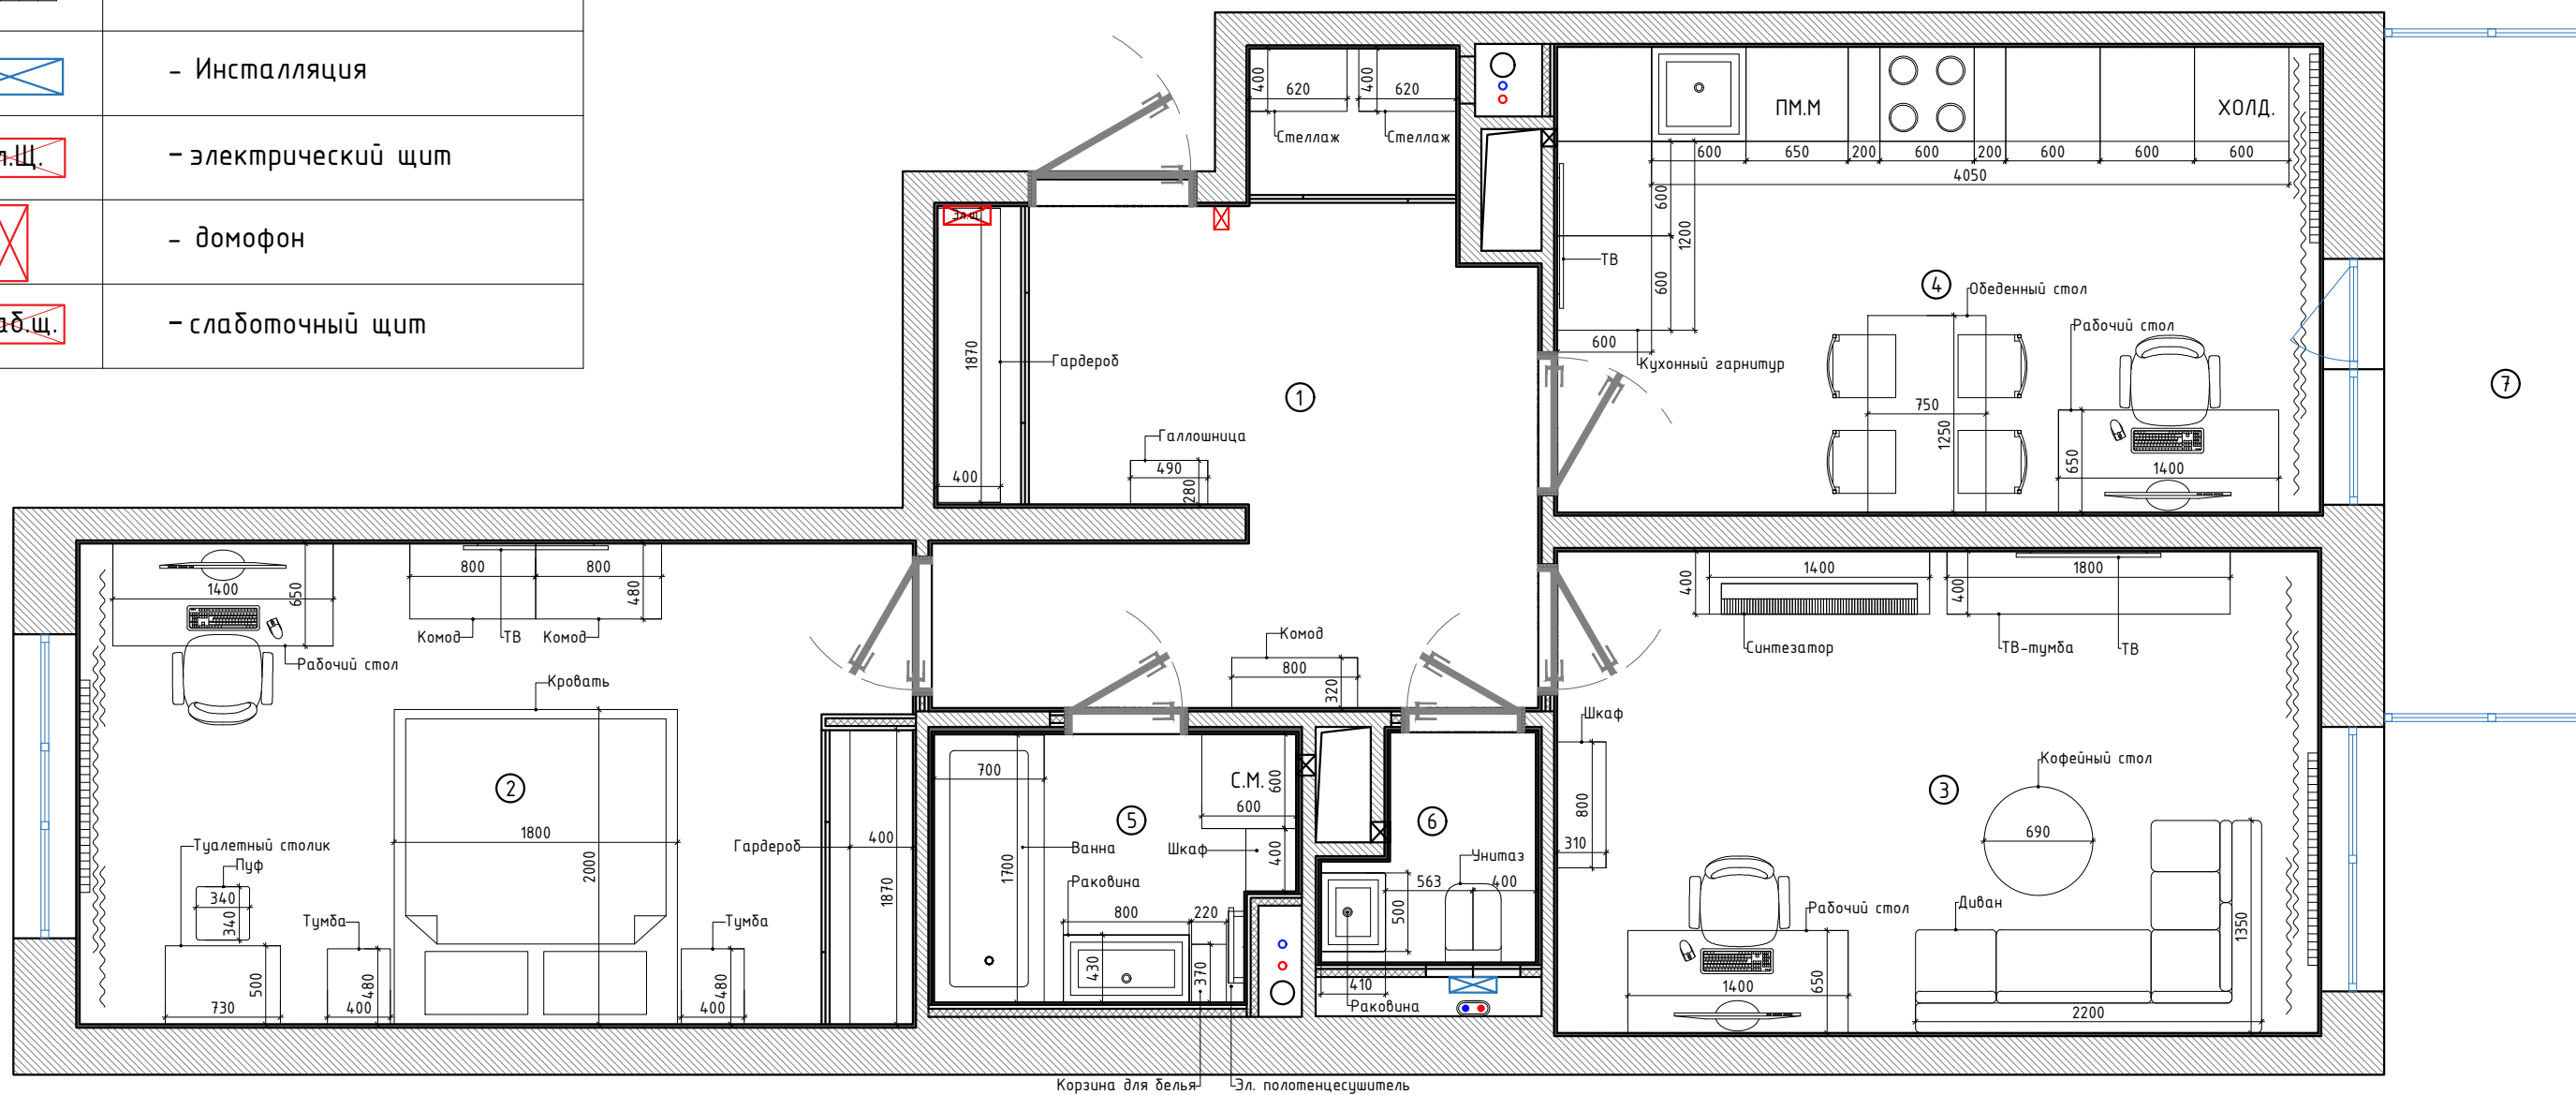 - Инсталляция
л.Щ.
- электрический щит
- домофон
аб.щ.
- слаботочный щит
Эл.щ
400
620
400
620
Стеллаж
Стеллаж
1870
Гардероб
400
1
Галлошница
490
280
Комод
800
320
ПМ.М
ХОЛД.
600
650
200
600
200
600
600
600
4050
600
1200
600
ТВ
600
Кухонный гарнитур
4
Обеденный стол
750
1250
Рабочий стол
650
1400
7
1400
650
Рабочий стол
800
800
480
Комод
ТВ
Комод
Кровать
2
1800
2000
Туалетный столик
Пуф
340
340
500
730
Тумба
480
400
Тумба
480
400
Гардероб
400
1870
700
1700
Ванна
5
С.М.
600
600
Шкаф
400
Раковина
800
220
430
370
Корзина для белья
Эл. полотенцесушитель
6
Унитаз
563
400
500
410
Раковина
400
1400
Синтезатор
1800
400
ТВ-тумба
ТВ
Шкаф
800
310
3
Кофейный стол
690
Рабочий стол
1400
650
Диван
1350
2200